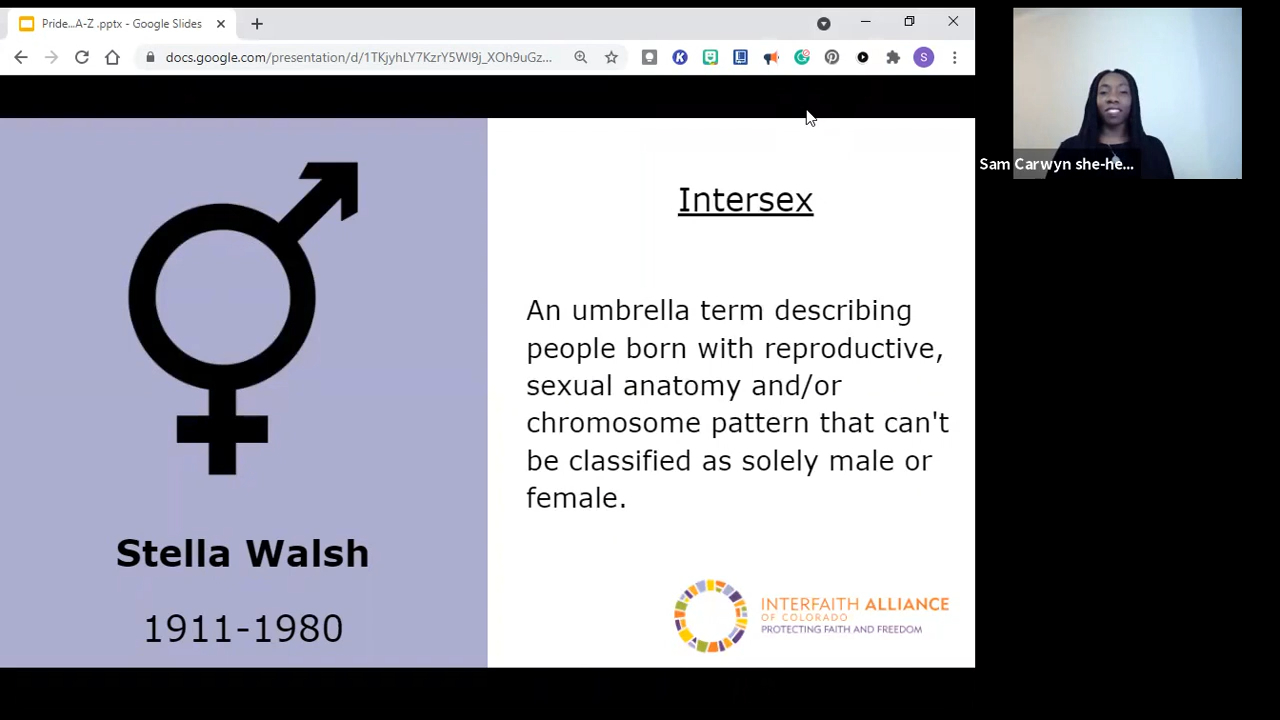 Pride...A-Z .pptx - Google Slides
docs.google.com/presentation/d/1TKjyhLY7KzrY5WI9j_XOh9uGz...
S
Sam Carwyn she-he...
Intersex
An umbrella term describing
people born with reproductive,
sexual anatomy and/or
chromosome pattern that can't
be classified as solely male or
female.
Stella Walsh
1911-1980
INTERFAITH ALLIANCE
OF COLORADO
PROTECTING FAITH AND FREEDOM